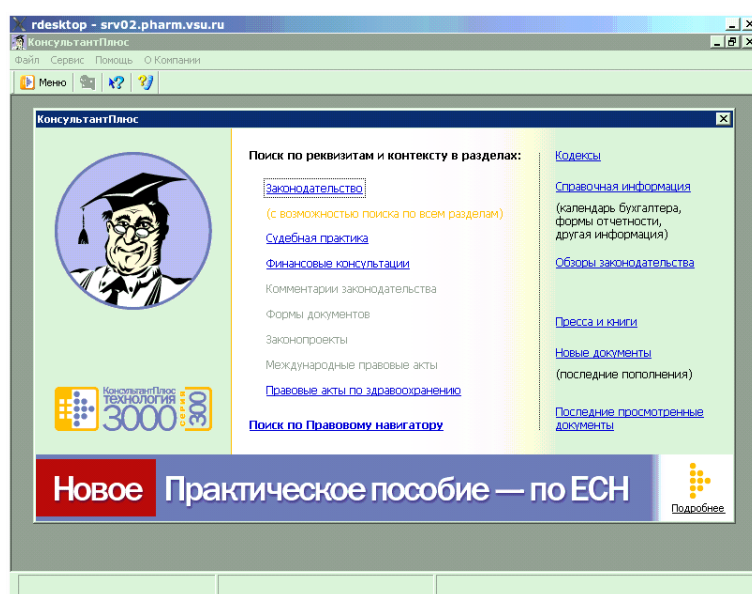 rdesktop - srv02.pharm.vsu.ru
КонсультантПлюс
Файл Сервис Помощь О Компании
Меню
КонсультантПлюс
Поиск по реквизитам и контексту в разделах:
Законодательство
(с возможностью поиска по всем разделам)
Судебная практика
Финансовые консультации
Комментарии законодательства
Формы документов
Законопроекты
Международные правовые акты
Правовые акты по здравоохранению
Поиск по Правовому навигатору
Кодексы
Справочная информация
(календарь бухгалтера,
формы отчетности,
другая информация)
Обзоры законодательства
Пресса и книги
Новые документы
(последние пополнения)
Последние просмотренные
документы
КонсультантПлюс
ТЕХНОЛОГИЯ
3000
серия 300
Новое Практическое пособие — по ЕСН
Подробнее